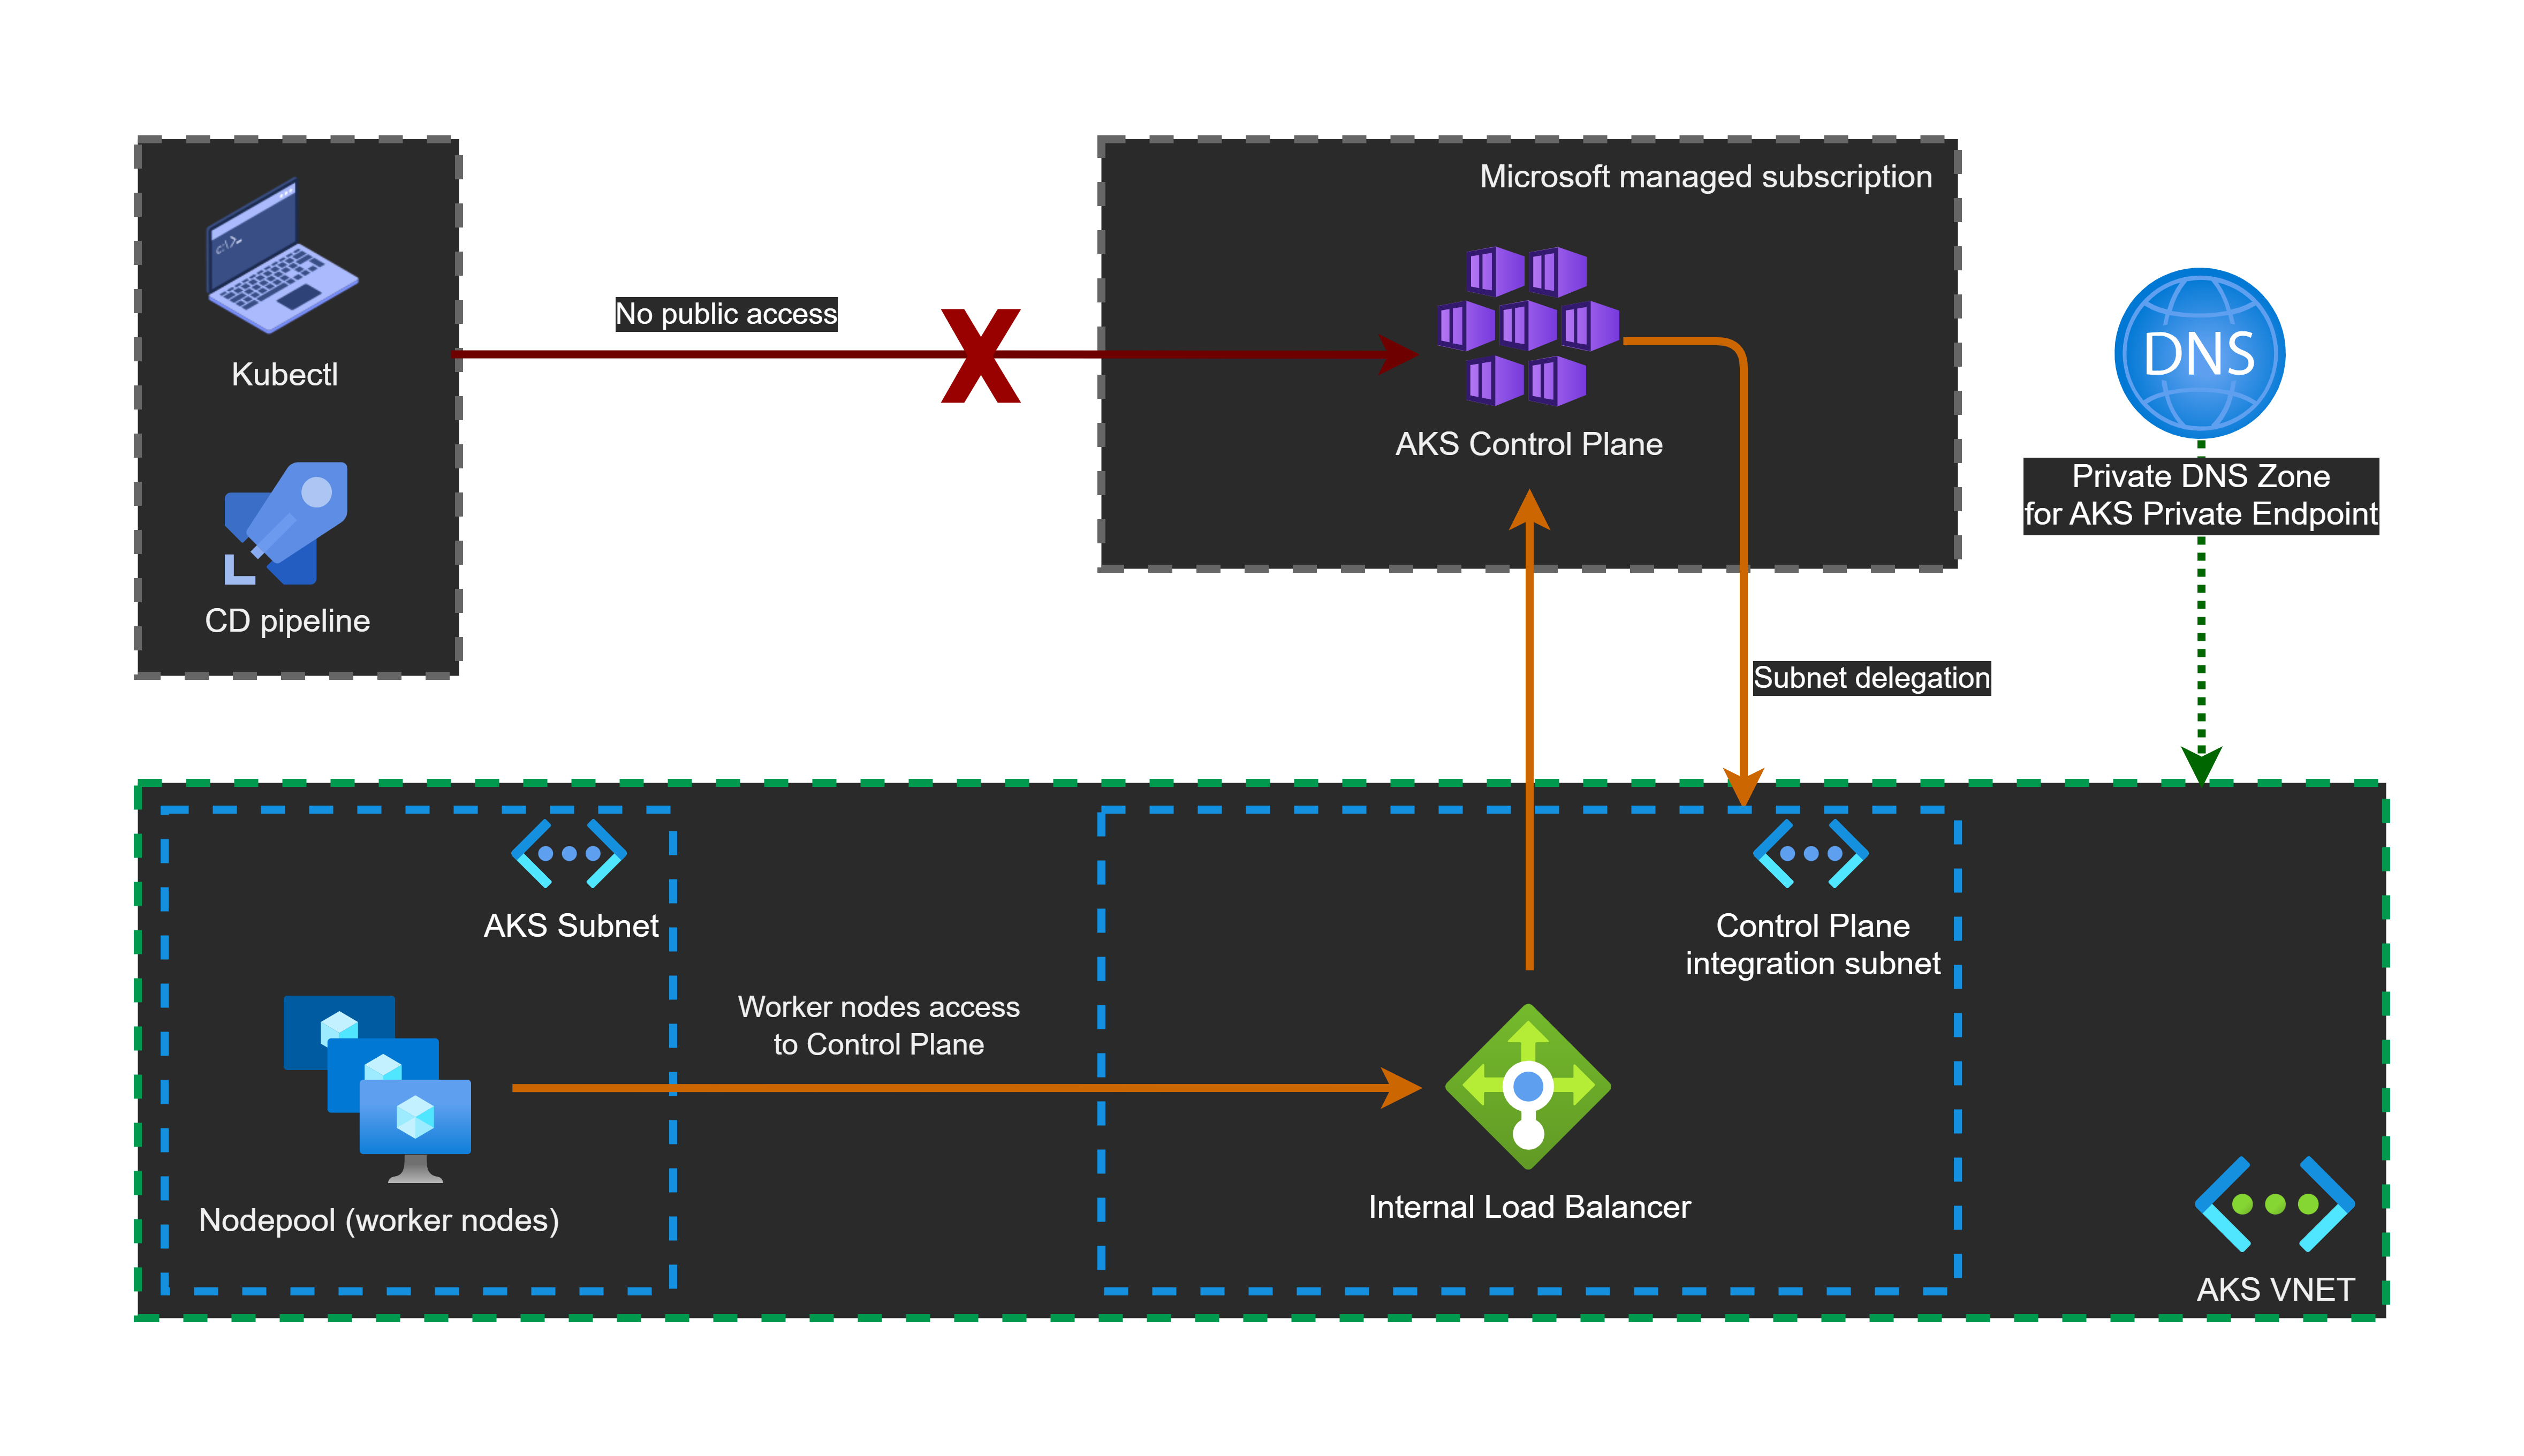 Microsoft managed subscription
C:\>_
No public access
DNS
Kubectl
AKS Control Plane
Private DNS Zone
for AKS Private Endpoint
CD pipeline
Subnet delegation
AKS Subnet
Control Plane
integration subnet
Worker nodes access
to Control Plane
Internal Load Balancer
Nodepool (worker nodes)
AKS VNET